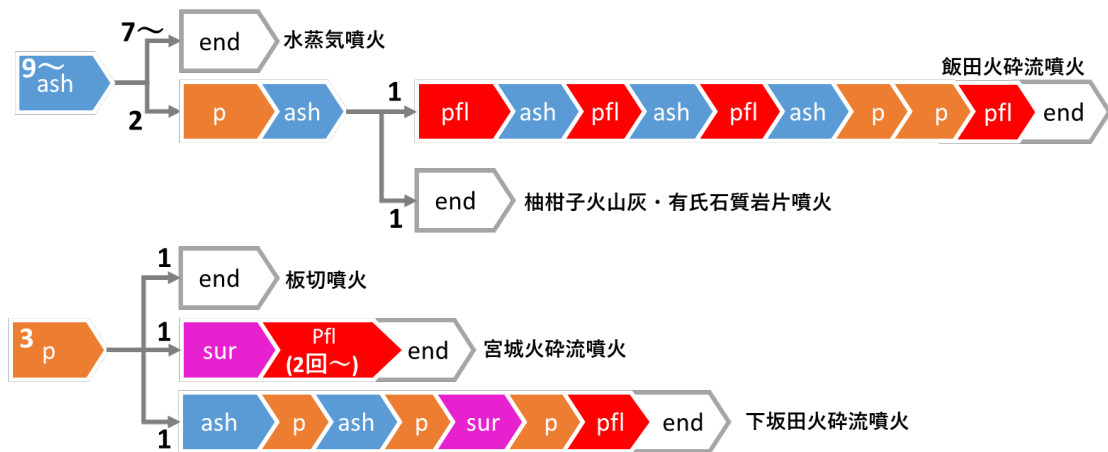 7～ end 水蒸気噴火
9～
ash
飯田火砕流噴火
2 p ash 1 pfl ash pfl ash pfl ash p p pfl end
1 end 柚柑子火山灰・有氏石質岩片噴火
1 end 板切噴火
3 p
1 sur Pfl end 宮城火砕流噴火
(2回～)
1 ash p ash p sur p pfl end 下坂田火砕流噴火